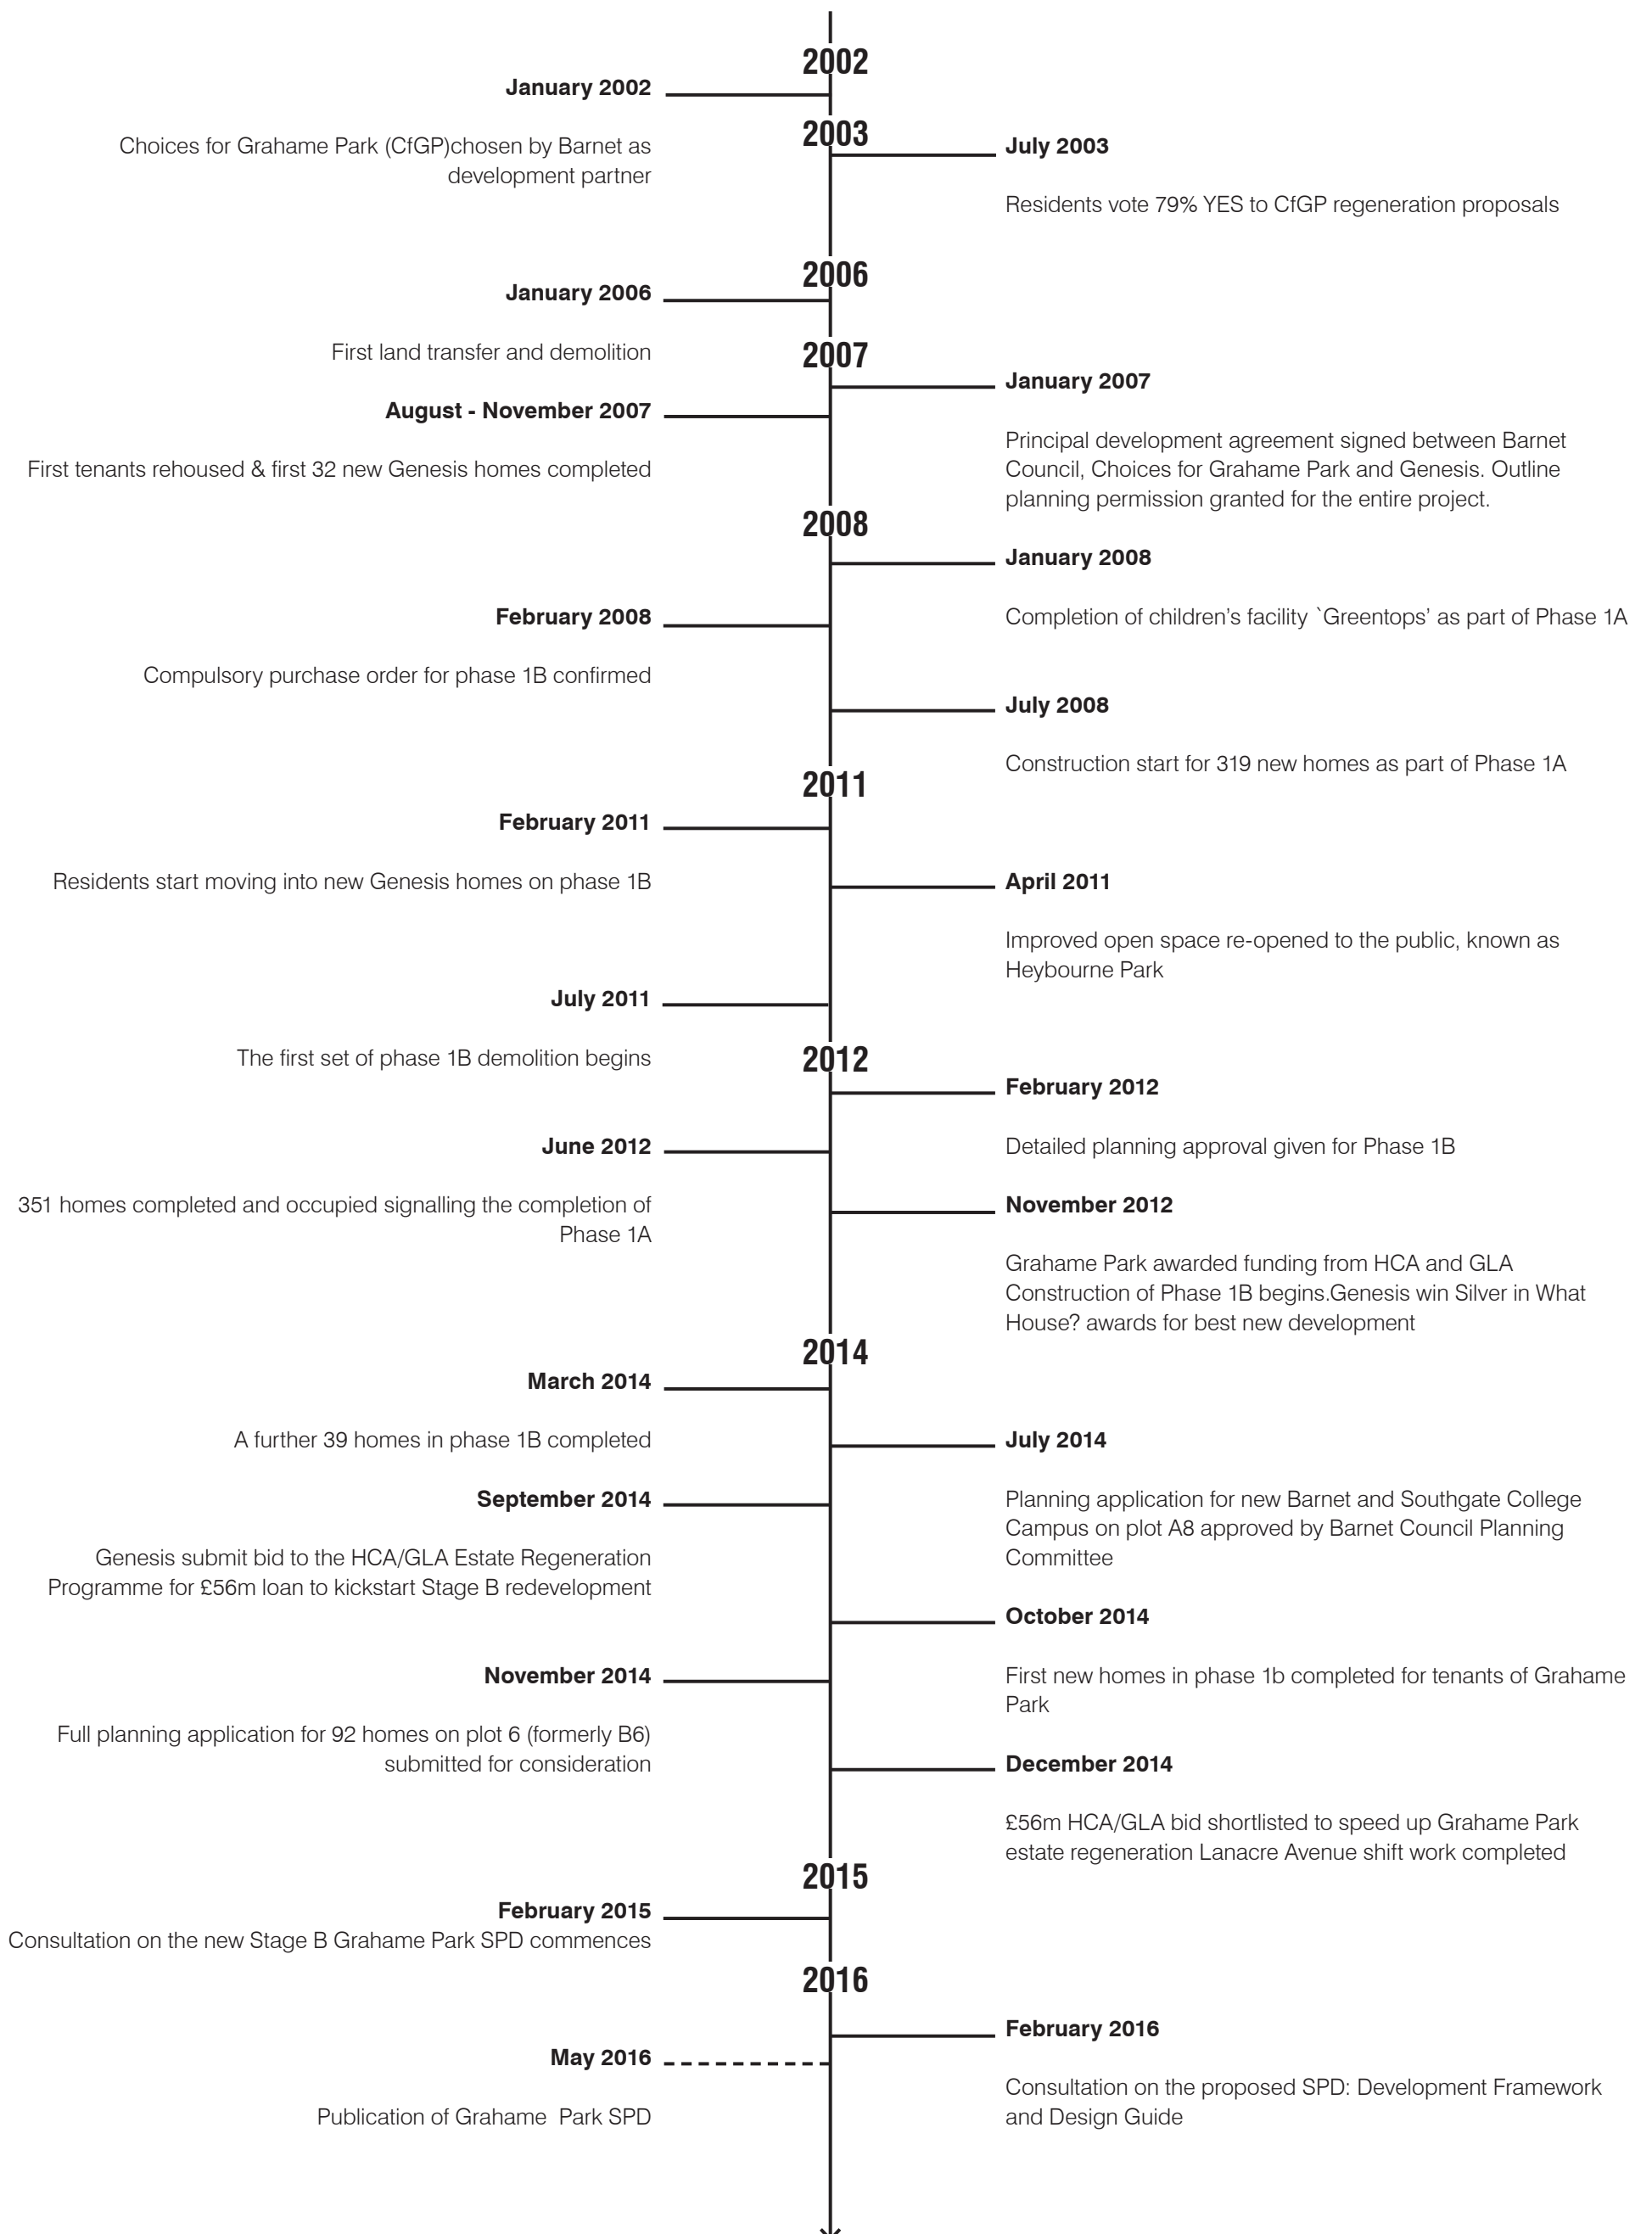 2002
January 2002
Choices for Grahame Park (CfGP)chosen by Barnet as
development partner
2003
July 2003
Residents vote 79% YES to CfGP regeneration proposals
2006
January 2006
First land transfer and demolition
2007
January 2007
Principal development agreement signed between Barnet
Council, Choices for Grahame Park and Genesis. Outline
planning permission granted for the entire project.
August - November 2007
First tenants rehoused & first 32 new Genesis homes completed
2008
January 2008
Completion of children’s facility `Greentops’ as part of Phase 1A
February 2008
Compulsory purchase order for phase 1B confirmed
July 2008
Construction start for 319 new homes as part of Phase 1A
2011
February 2011
Residents start moving into new Genesis homes on phase 1B
April 2011
Improved open space re-opened to the public, known as
Heybourne Park
July 2011
The first set of phase 1B demolition begins
2012
February 2012
Detailed planning approval given for Phase 1B
June 2012
351 homes completed and occupied signalling the completion of
Phase 1A
November 2012
Grahame Park awarded funding from HCA and GLA
Construction of Phase 1B begins.Genesis win Silver in What
House? awards for best new development
2014
March 2014
A further 39 homes in phase 1B completed
July 2014
Planning application for new Barnet and Southgate College
Campus on plot A8 approved by Barnet Council Planning
Committee
September 2014
Genesis submit bid to the HCA/GLA Estate Regeneration
Programme for £56m loan to kickstart Stage B redevelopment
October 2014
First new homes in phase 1b completed for tenants of Grahame
Park
November 2014
Full planning application for 92 homes on plot 6 (formerly B6)
submitted for consideration
December 2014
£56m HCA/GLA bid shortlisted to speed up Grahame Park
estate regeneration Lanacre Avenue shift work completed
2015
February 2015
Consultation on the new Stage B Grahame Park SPD commences
2016
February 2016
Consultation on the proposed SPD: Development Framework
and Design Guide
May 2016
Publication of Grahame  Park SPD